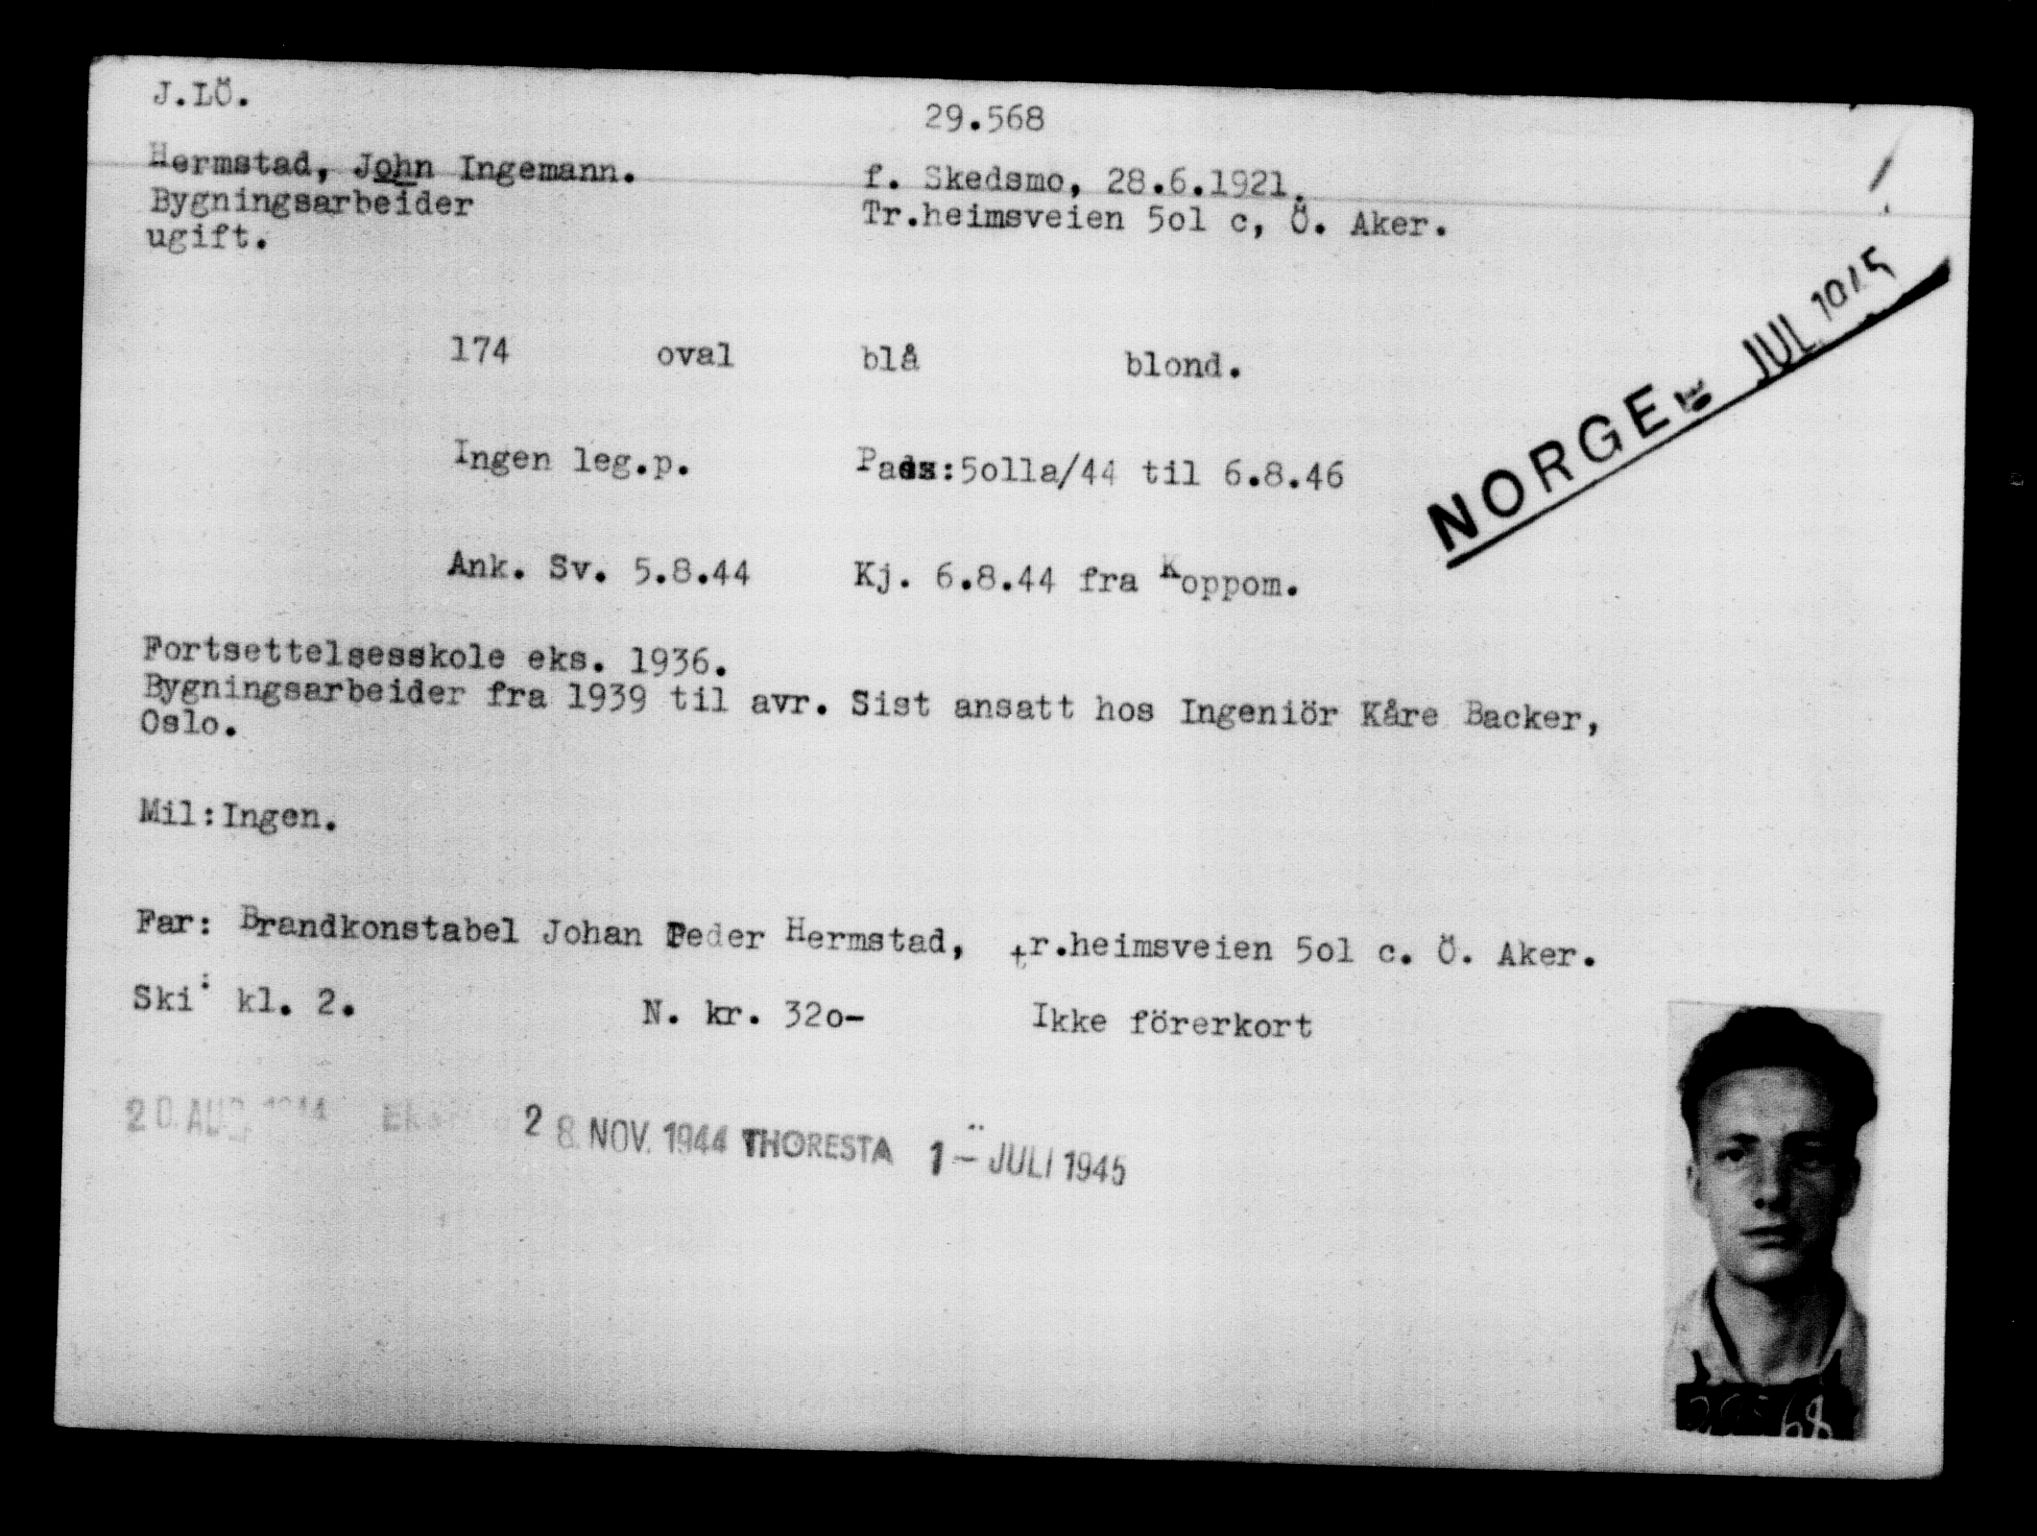 J.LÖ.
29.568
Hermstad, John Ingemann.
f. Skedsmo, 28.6.1921.
Bygningsarbeider
Tr.heimsveien 5ol c, Ö. Aker.
ugift.
174 oval blå blond.
NORGE JUL 1945
Ingen leg.p.
Pass:5olla/44 til 6.8.46
Ank. Sv. 5.8.44
Kj. 6.8.44 fra Koppom.
Fortsettelsesskole eks. 1936.
Bygningsarbeider fra 1939 til avr. Sist ansatt hos Ingeniör Kåre Backer,
Oslo.
Mil:Ingen.
Far: Brandkonstabel Johan Peder Hermstad, tr.heimsveien 5ol c. Ö. Aker.
Ski: kl. 2.
N. kr. 32o-
Ikke förerkort
20. AUG. 1944
28. NOV. 1944 THORESTA 1 - JULI 1945
29568